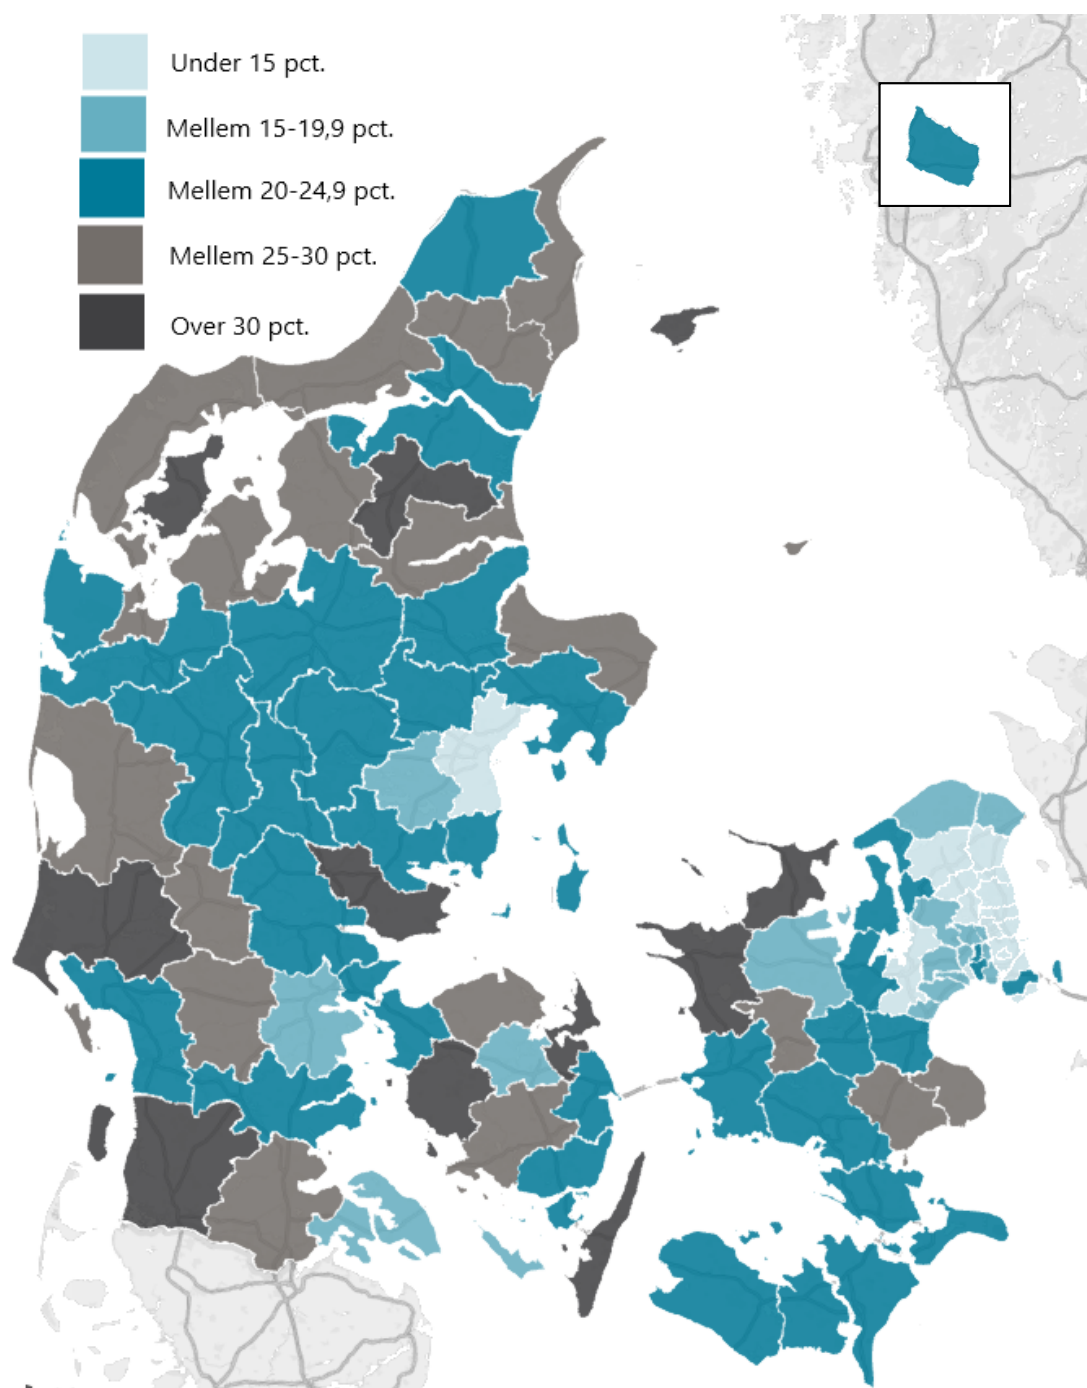 Under 15 pct.
Mellem 15-19,9 pct.
Mellem 20-24,9 pct.
Mellem 25-30 pct.
Over 30 pct.